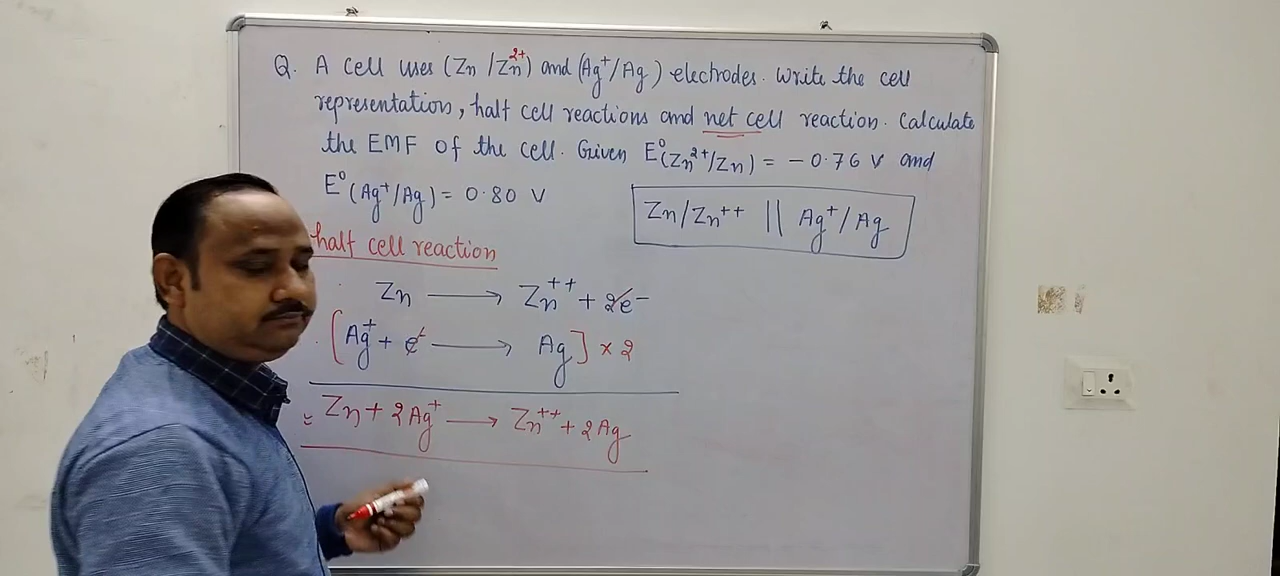 Q. A cell uses (Zn/Zn²⁺) and (Ag⁺/Ag) electrodes. Write the cell
representation, half cell reactions and net cell reaction. Calculate
the EMF of the cell. Given E⁰(Zn²⁺/Zn) = -0.76 V and
E⁰(Ag⁺/Ag) = 0.80 V
Zn/Zn⁺⁺ || Ag⁺/Ag
half cell reaction
Zn ⟶ Zn⁺⁺ + 2e⁻
[Ag⁺ + e⁻ ⟶ Ag] × 2
Zn + 2Ag⁺ ⟶ Zn⁺⁺ + 2Ag